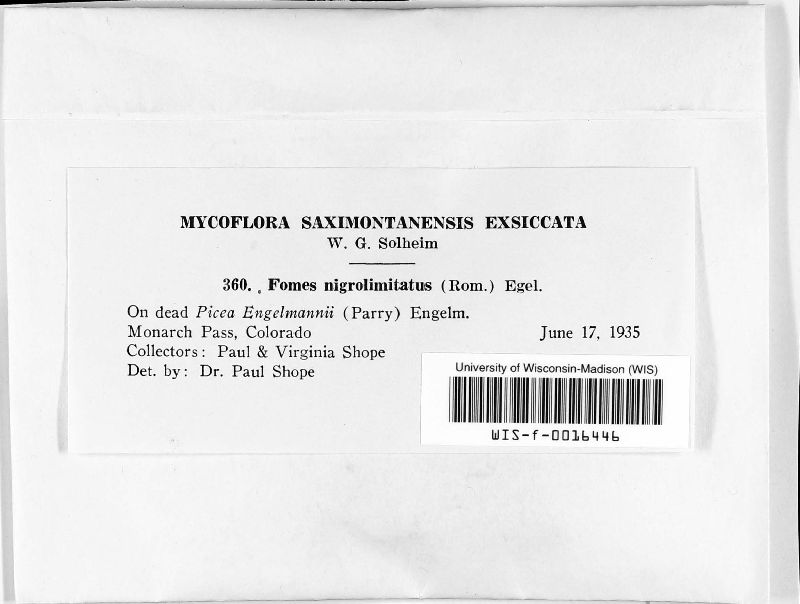 MYCOFLORA SAXIMONTANENSIS EXSICCATA
W. G. Solheim
360. Fomes nigrolimitatus (Rom.) Egel.
On dead Picea Engelmannii (Parry) Engelm.
Monarch Pass, Colorado June 17, 1935
Collectors: Paul & Virginia Shope
Det. by: Dr. Paul Shope
University of Wisconsin-Madison (WIS)
WIS-f-0016446